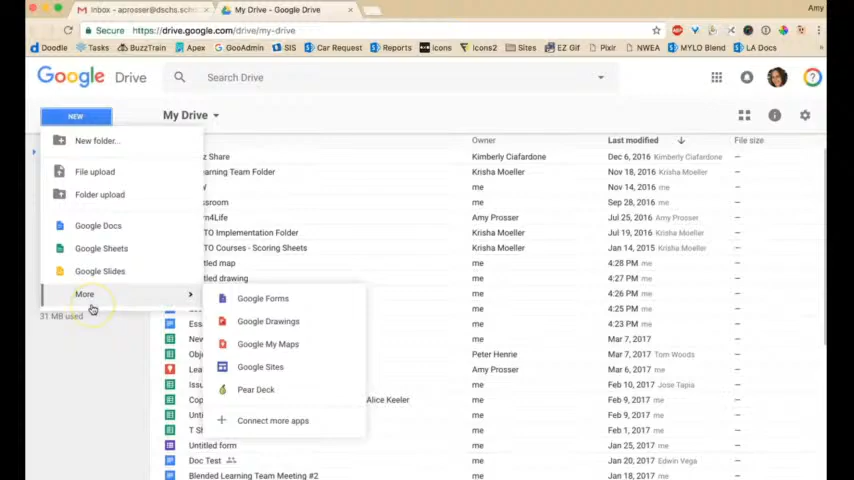 Inbox - aprosser@dschs.sch
My Drive - Google Drive
Amy
Secure https://drive.google.com/drive/my-drive
Doodle Tasks BuzzTrain Apex GooAdmin SIS Car Request Reports Icons Icons2 Sites EZ Gif Pixir NWEA MYLO Blend LA Docs
Google Drive Search Drive
NEW My Drive
Owner Last modified File size
New folder...
z Share Kimberly Ciafardone Dec 6, 2016 Kimberly Ciafardone –
File upload earning Team Folder Krisha Moeller Nov 18, 2016 Krisha Moeller –
Y me Nov 14, 2016 me –
Folder upload
sroom me Sep 28, 2016 me –
rn4Life Amy Prosser Jul 25, 2016 Amy Prosser –
Google Docs
TO Implementation Folder Krisha Moeller Jul 19, 2016 Krisha Moeller –
Google Sheets TO Courses - Scoring Sheets Krisha Moeller Jan 14, 2015 Krisha Moeller –
tled map me 4:28 PM me –
Google Slides
tled drawing me 4:27 PM me –
More me 4:26 PM me –
Google Forms
me 4:25 PM me –
31 MB used
Google Drawings
Ess me 4:23 PM me –
New me Mar 7, 2017 me –
Google My Maps
Obj Peter Henrie Mar 7, 2017 Tom Woods –
Google Sites
Lea Amy Prosser Mar 7, 2017 me –
Issu me Feb 10, 2017 Jose Tapia –
Pear Deck
Cop Alice Keeler me Feb 9, 2017 me –
Unti me Feb 9, 2017 me –
Connect more apps
T Sh me Feb 1, 2017 me –
Untitled form me Jan 25, 2017 me –
Doc Test me Jan 20, 2017 Edwin Vega –
Blended Learning Team Meeting #2 me Jan 19, 2017 me –